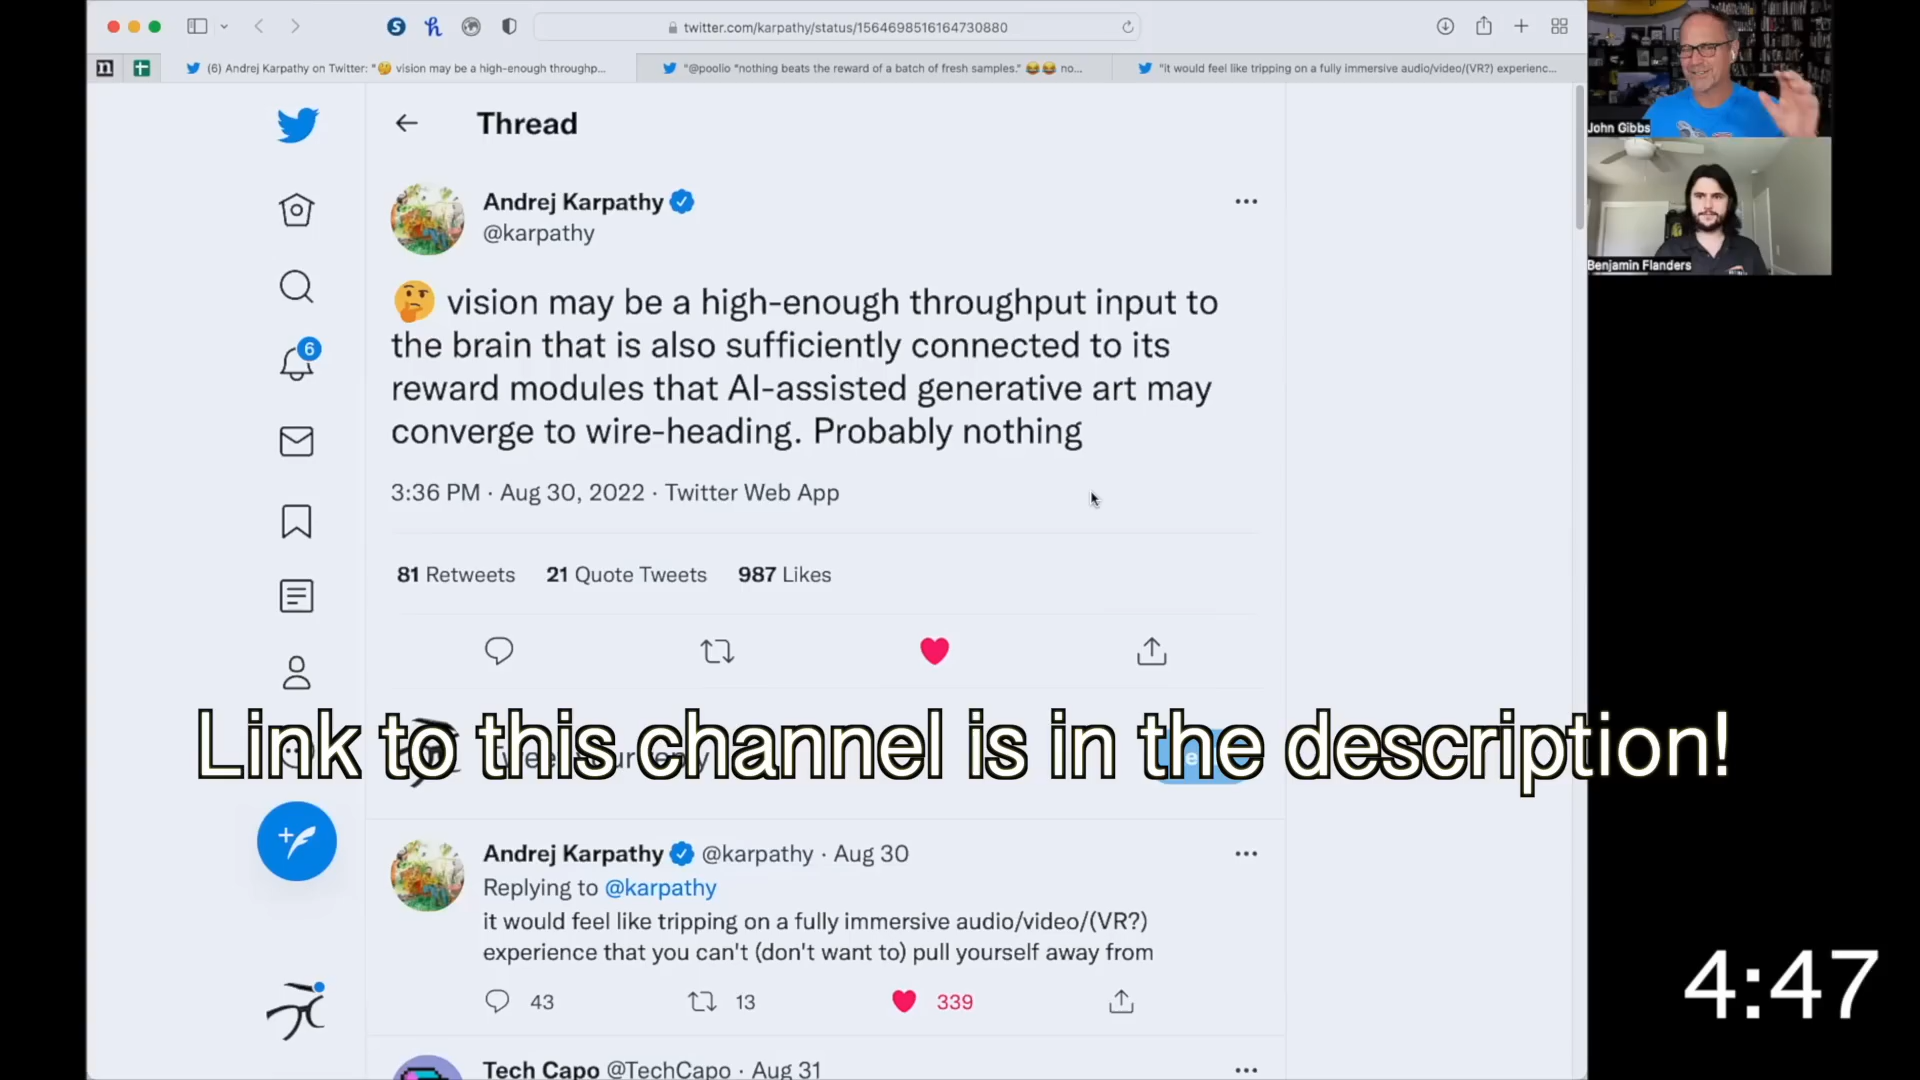 twitter.com/karpathy/status/1564698516164730880
(6) Andrej Karpathy on Twitter: "🤔 vision may be a high-enough throughp...
"@poolio "nothing beats the reward of a batch of fresh samples." 😂😂 no...
"it would feel like tripping on a fully immersive audio/video/(VR?) experienc...
John Gibbs
Benjamin Flanders
Thread
Andrej Karpathy
@karpathy
🤔 vision may be a high-enough throughput input to
the brain that is also sufficiently connected to its
reward modules that AI-assisted generative art may
converge to wire-heading. Probably nothing
6
3:36 PM · Aug 30, 2022 · Twitter Web App
81 Retweets 21 Quote Tweets 987 Likes
Link to this channel is in the description!
Andrej Karpathy @karpathy · Aug 30
Replying to @karpathy
it would feel like tripping on a fully immersive audio/video/(VR?)
experience that you can't (don't want to) pull yourself away from
43 13 339
4:47
Tech Capo @TechCapo · Aug 31